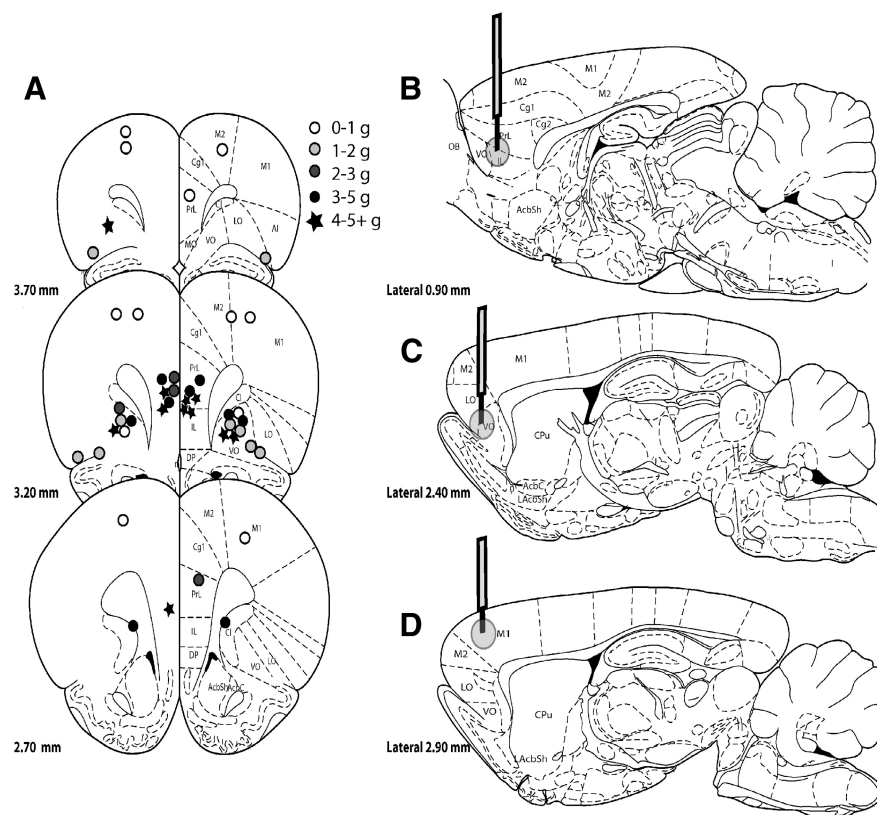 A
0-1 g
1-2 g
2-3 g
3-5 g
4-5+ g
M2
Cg1
M1
PrL
LO
AI
MO
VO
3.70 mm
M2
Cg1
M1
PrL
Cl
IL
LO
VO
DP
3.20 mm
M2
M1
Cg1
PrL
IL
Cl
DP
LO
VO
AcbSh
AcbC
2.70 mm
B
M1
M2
M2
Cg1
Cg2
PrL
OB
VO
IL
AcbSh
Lateral 0.90 mm
C
M1
M2
LO
VO
CPu
AcbC
LAcbSh
Lateral 2.40 mm
D
M1
M2
LO
VO
CPu
LAcbSh
Lateral 2.90 mm